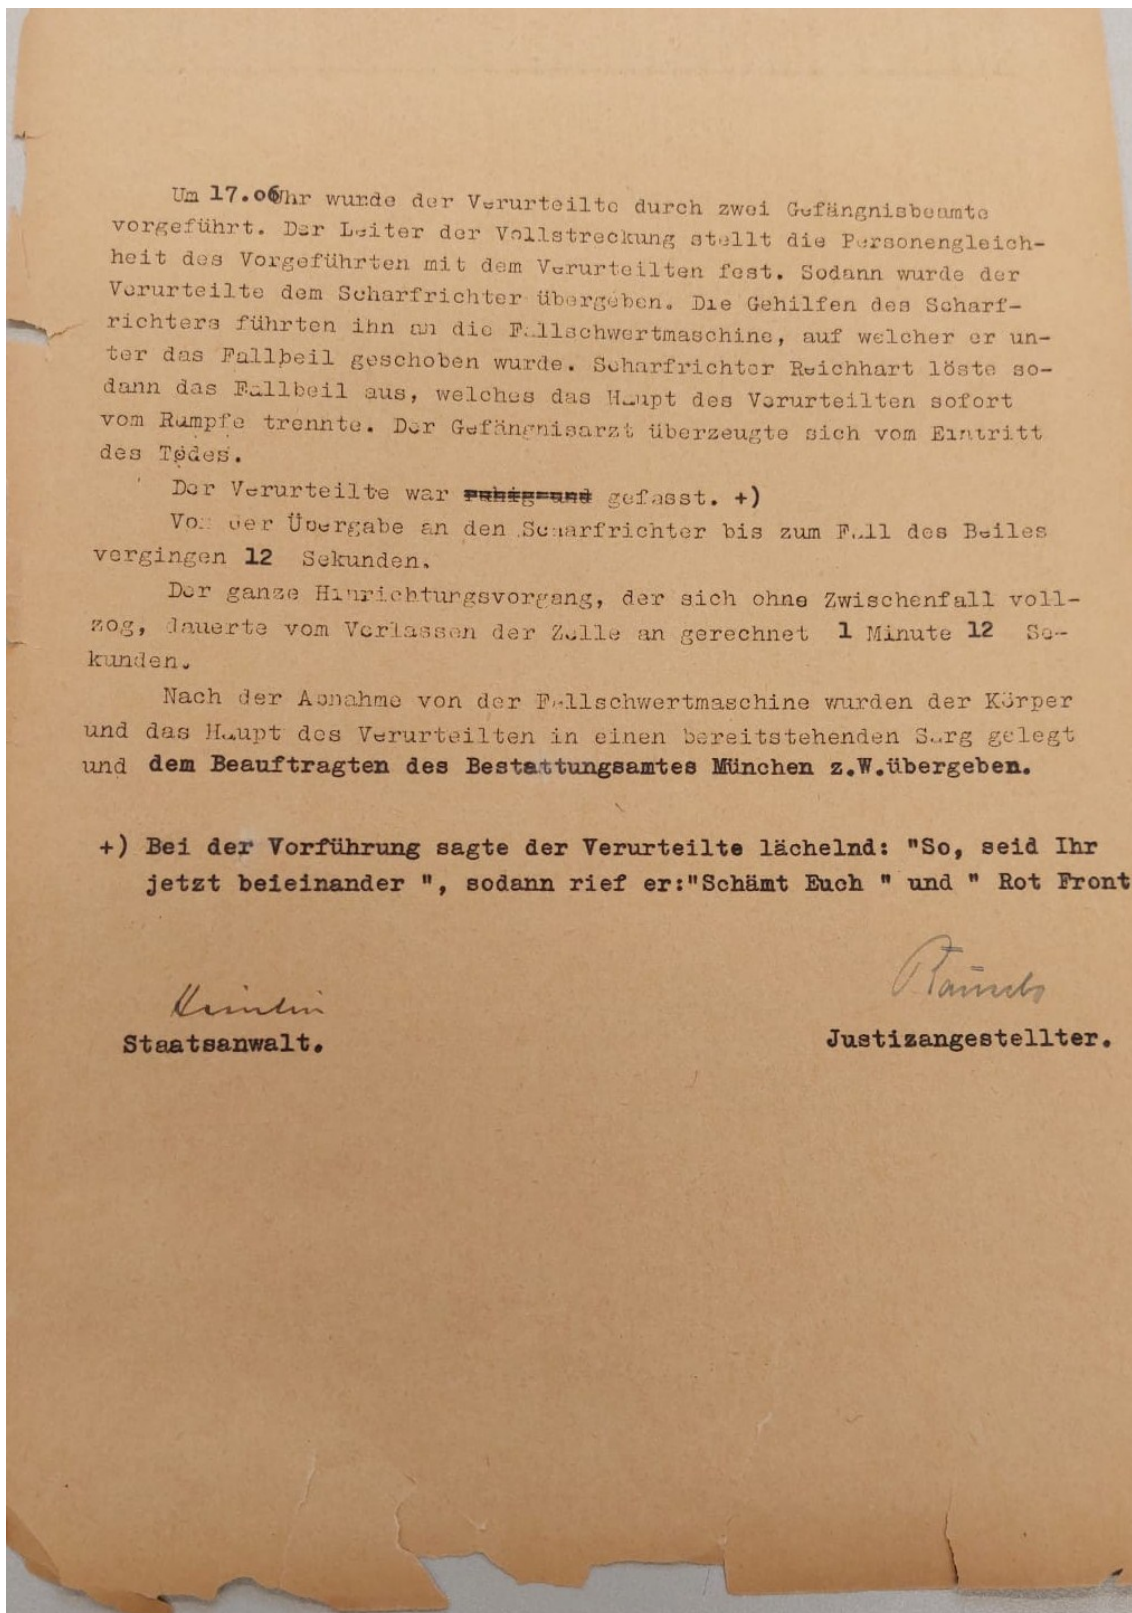 Um 17.06 Uhr wurde der Verurteilte durch zwei Gefängnisbeamte
vorgeführt. Der Leiter der Vollstreckung stellt die Personengleich-
heit des Vorgeführten mit dem Verurteilten fest. Sodann wurde der
Verurteilte dem Scharfrichter übergeben. Die Gehilfen des Scharf-
richters führten ihn an die Fallschwertmaschine, auf welcher er un-
ter das Fallbeil geschoben wurde. Scharfrichter Reichhart löste so-
dann das Fallbeil aus, welches das Haupt des Verurteilten sofort
vom Rumpfe trennte. Der Gefängnisarzt überzeugte sich vom Eintritt
des Todes.
Der Verurteilte war ruhig und gefasst. +)
Von der Übergabe an den Scharfrichter bis zum Fall des Beiles
vergingen 12 Sekunden.
Der ganze Hinrichtungsvorgang, der sich ohne Zwischenfall voll-
zog, dauerte vom Verlassen der Zelle an gerechnet 1 Minute 12 Se-
kunden.
Nach der Abnahme von der Fallschwertmaschine wurden der Körper
und das Haupt des Verurteilten in einen bereitstehenden Sarg gelegt
und dem Beauftragten des Bestattungsamtes München z.W.übergeben.
+) Bei der Vorführung sagte der Verurteilte lächelnd: "So, seid Ihr
jetzt beieinander ", sodann rief er:"Schämt Euch " und " Rot Front
Staatsanwalt.
Justizangestellter.